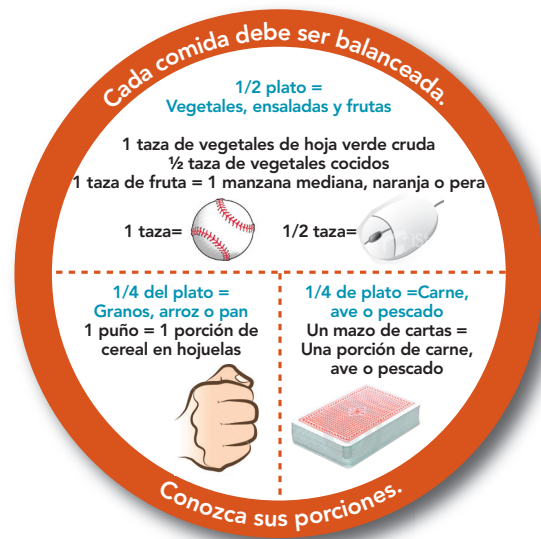 Cada comida debe ser balanceada.
1/2 plato =
Vegetales, ensaladas y frutas
1 taza de vegetales de hoja verde cruda
½ taza de vegetales cocidos
1 taza de fruta = 1 manzana mediana, naranja o pera
1 taza=
1/2 taza=
1/4 del plato =
Granos, arroz o pan
1 puño = 1 porción de
cereal en hojuelas
1/4 de plato =Carne,
ave o pescado
Un mazo de cartas =
Una porción de carne,
ave o pescado
Conozca sus porciones.